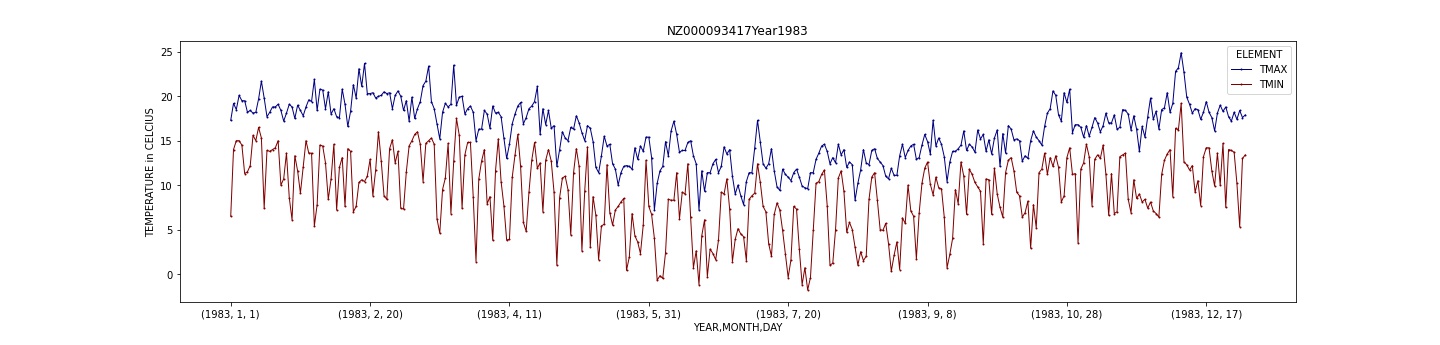 NZ000093417Year1983
TEMPERATURE in CELCIUS
25
20
15
10
5
0
ELEMENT
TMAX
TMIN
(1983, 1, 1)
(1983, 2, 20)
(1983, 4, 11)
(1983, 5, 31)
(1983, 7, 20)
(1983, 9, 8)
(1983, 10, 28)
(1983, 12, 17)
YEAR,MONTH,DAY